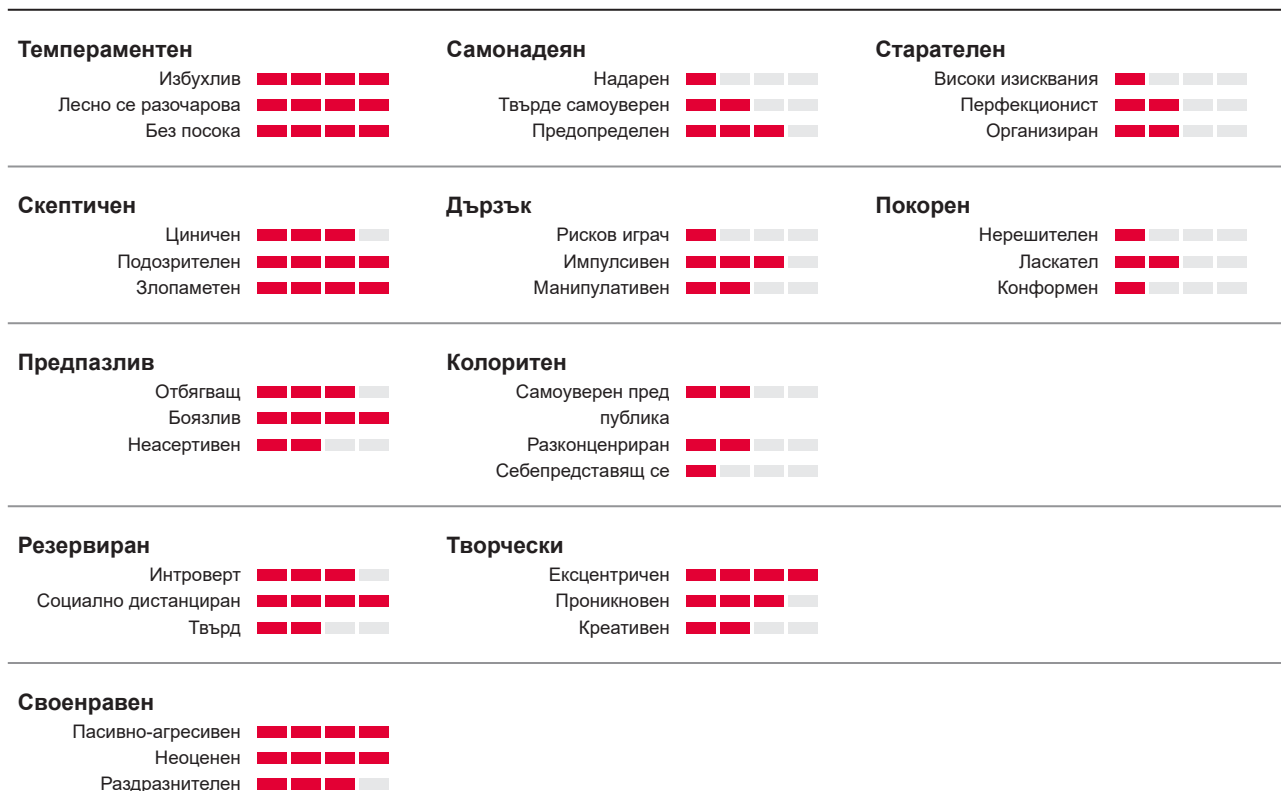 Темпераментен
Избухлив
Лесно се разочарова
Без посока
Самонадеян
Надарен
Твърде самоуверен
Предопределен
Старателен
Високи изисквания
Перфекционист
Организиран
Скептичен
Циничен
Подозрителен
Злопаметен
Дързък
Рисков играч
Импулсивен
Манипулативен
Покорен
Нерешителен
Ласкател
Конформен
Предпазлив
Отбягващ
Боязлив
Неасертивен
Колоритен
Самоуверен пред
публика
Разконценриран
Себепредставящ се
Резервиран
Интроверт
Социално дистанциран
Твърд
Творчески
Ексцентричен
Проникновен
Креативен
Своенравен
Пасивно-агресивен
Неоценен
Раздразнителен